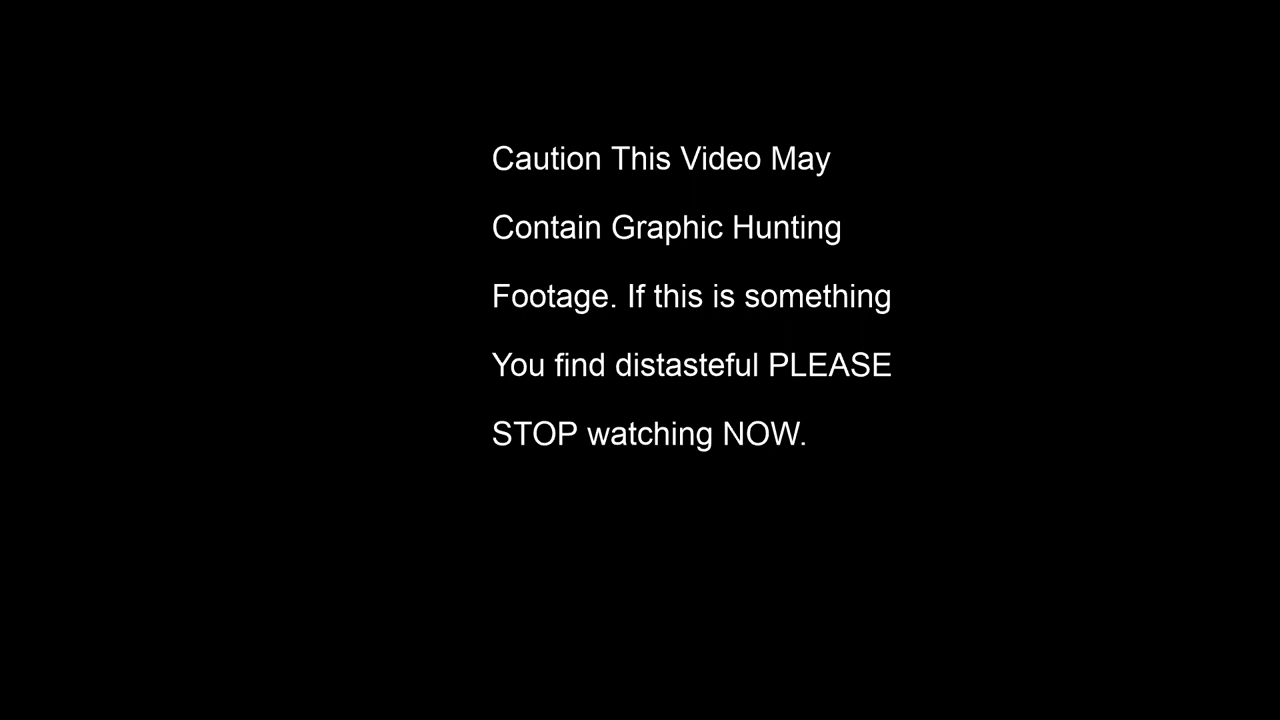 Caution This Video May
Contain Graphic Hunting
Footage. If this is something
You find distasteful PLEASE
STOP watching NOW.